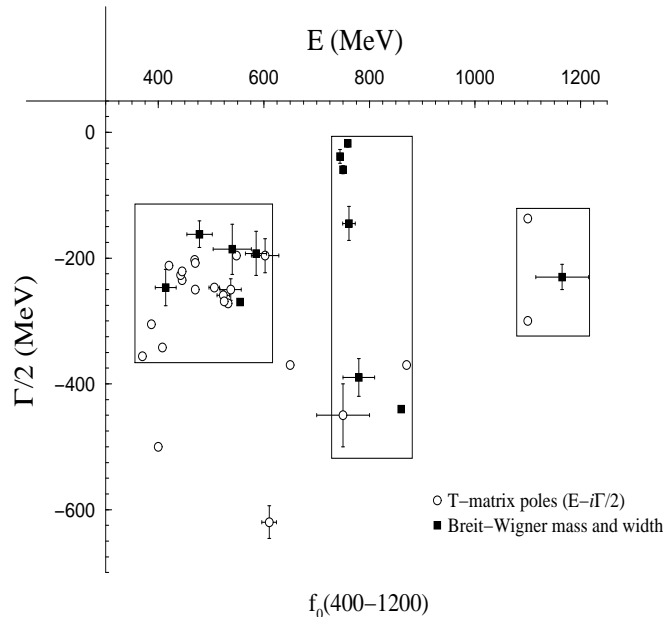 E (MeV)
400 600 800 1000 1200
0
−200
−400
−600
Γ/2 (MeV)
T−matrix poles (E−iΓ/2)
Breit−Wigner mass and width
f0(400−1200)